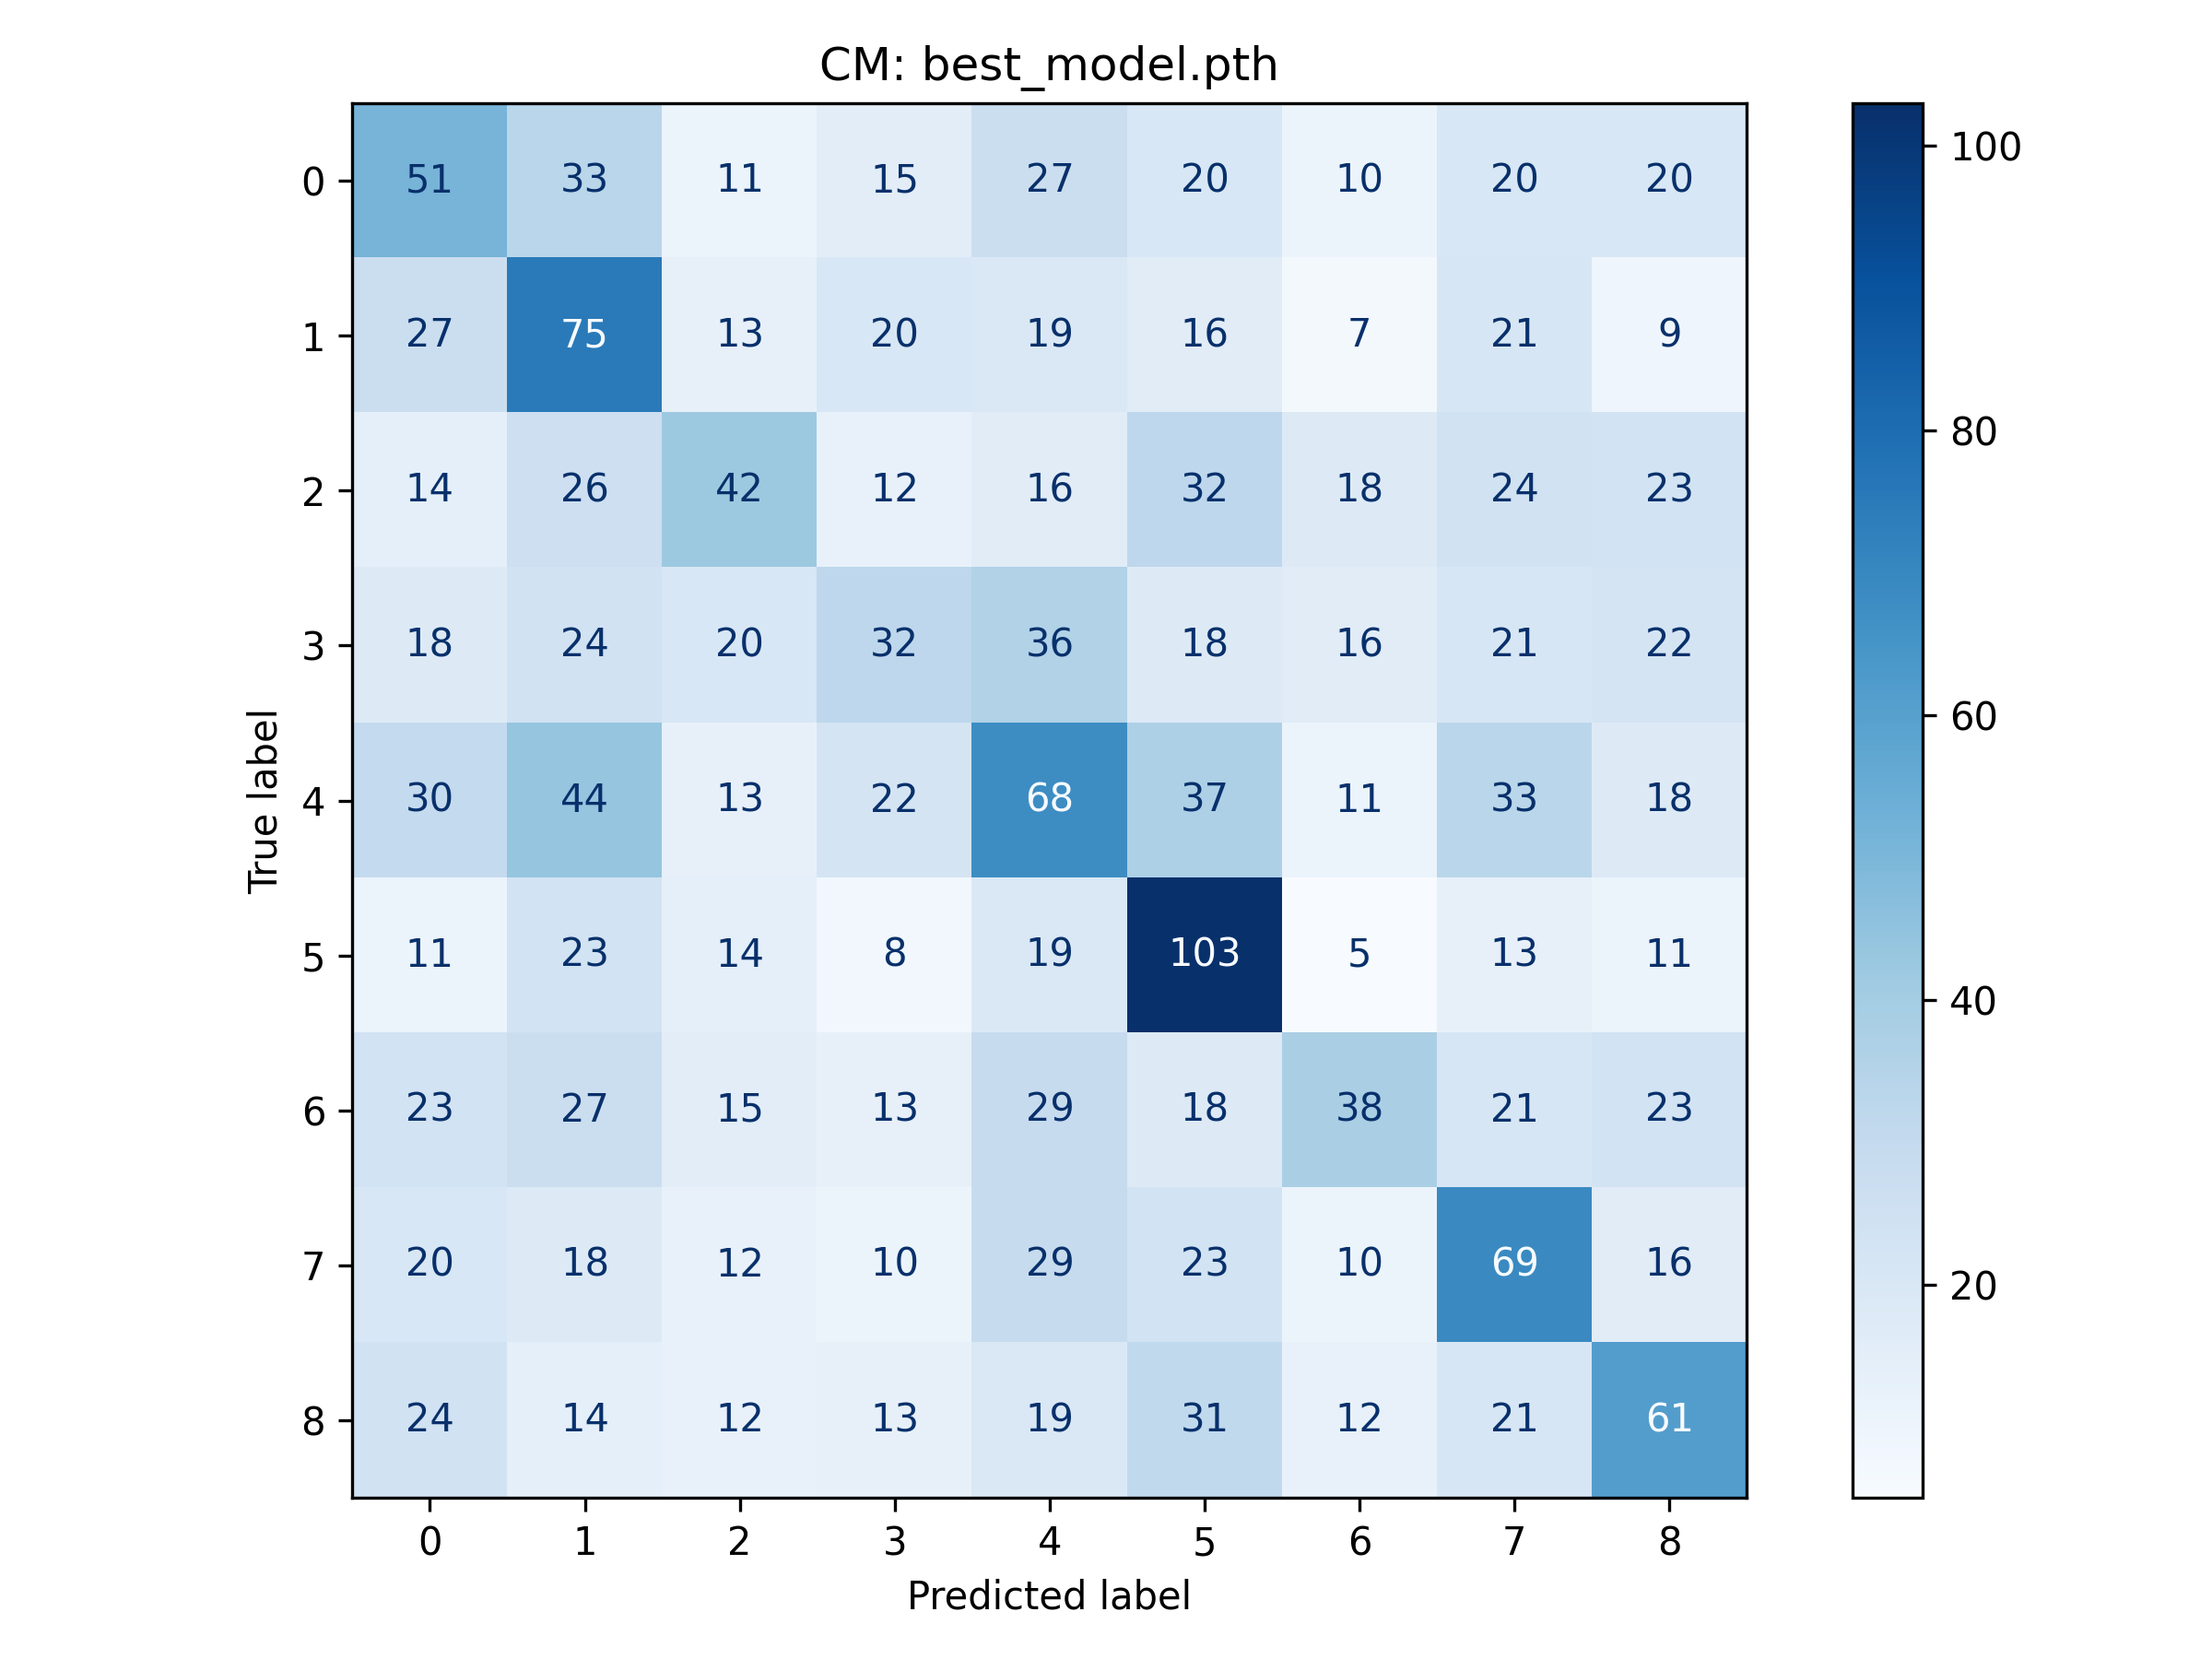 CM: best_model.pth
0 51 33 11 15 27 20 10 20 20
1 27 75 13 20 19 16 7 21 9
2 14 26 42 12 16 32 18 24 23
3 18 24 20 32 36 18 16 21 22
4 30 44 13 22 68 37 11 33 18
5 11 23 14 8 19 103 5 13 11
6 23 27 15 13 29 18 38 21 23
7 20 18 12 10 29 23 10 69 16
8 24 14 12 13 19 31 12 21 61
0 1 2 3 4 5 6 7 8
Predicted label
True label
100
80
60
40
20